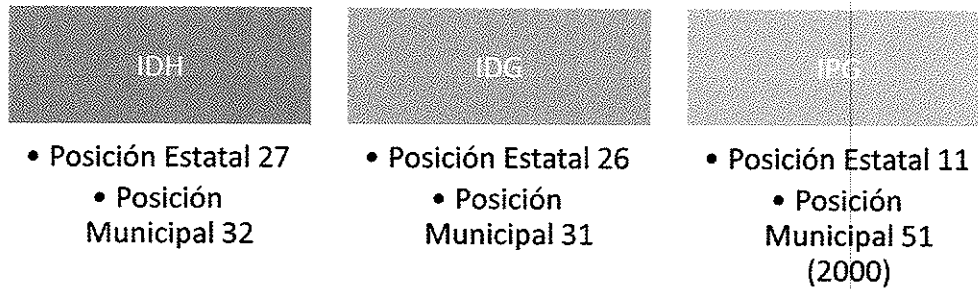 IDH
• Posición Estatal 27
• Posición
Municipal 32
IDG
• Posición Estatal 26
• Posición
Municipal 31
IPG
• Posición Estatal 11
• Posición
Municipal 51
(2000)